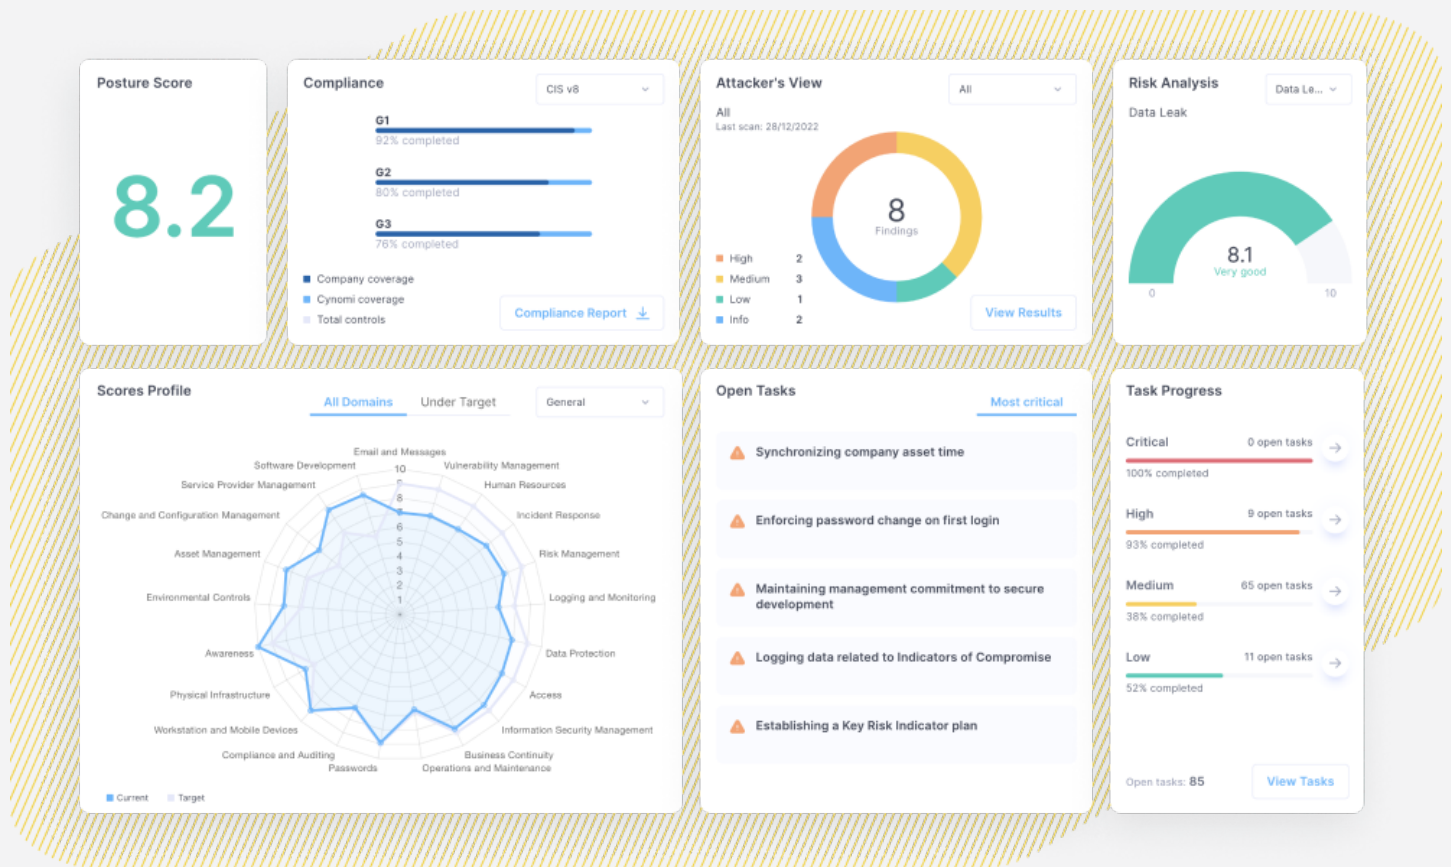 Posture Score
8.2
Compliance
CIS v8
G1
92% completed
G2
80% completed
G3
76% completed
Company coverage
Cynomi coverage
Total controls
Compliance Report
Attacker's View
All
All
Last scan: 28/12/2022
8
Findings
High 2
Medium 3
Low 1
Info 2
View Results
Risk Analysis
Data Le...
Data Leak
8.1
Very good
0
10
Scores Profile
All Domains
Under Target
General
Email and Messages
Vulnerability Management
Human Resources
Incident Response
Risk Management
Logging and Monitoring
Data Protection
Access
Information Security Management
Business Continuity
Operations and Maintenance
Passwords
Compliance and Auditing
Workstation and Mobile Devices
Physical Infrastructure
Awareness
Environmental Controls
Asset Management
Change and Configuration Management
Service Provider Management
Software Development
10
9
8
6
5
4
3
2
1
Current
Target
Open Tasks
Most critical
Synchronizing company asset time
Enforcing password change on first login
Maintaining management commitment to secure
development
Logging data related to Indicators of Compromise
Establishing a Key Risk Indicator plan
Task Progress
Critical 0 open tasks
100% completed
High 9 open tasks
93% completed
Medium 65 open tasks
38% completed
Low 11 open tasks
52% completed
Open tasks: 85
View Tasks